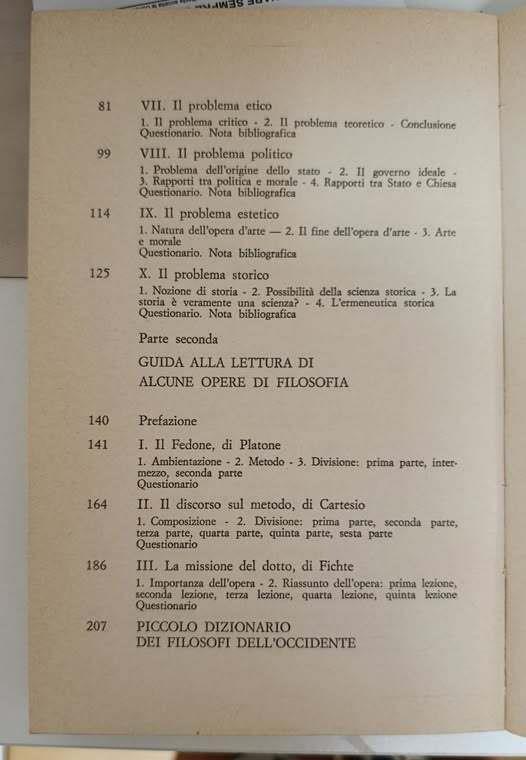 81 VII. Il problema etico
1. Il problema critico - 2. Il problema teoretico - Conclusione
Questionario. Nota bibliografica
99 VIII. Il problema politico
1. Problema dell'origine dello stato - 2. Il governo ideale -
3. Rapporti tra politica e morale - 4. Rapporti tra Stato e Chiesa
Questionario. Nota bibliografica
114 IX. Il problema estetico
1. Natura dell'opera d'arte — 2. Il fine dell'opera d'arte - 3. Arte
e morale
Questionario. Nota bibliografica
125 X. Il problema storico
1. Nozione di storia - 2. Possibilità della scienza storica - 3. La
storia è veramente una scienza? - 4. L'ermeneutica storica
Questionario. Nota bibliografica
Parte seconda
GUIDA ALLA LETTURA DI
ALCUNE OPERE DI FILOSOFIA
140 Prefazione
141 I. Il Fedone, di Platone
1. Ambientazione - 2. Metodo - 3. Divisione: prima parte, inter-
mezzo, seconda parte
Questionario
164 II. Il discorso sul metodo, di Cartesio
1. Composizione - 2. Divisione: prima parte, seconda parte,
terza parte, quarta parte, quinta parte, sesta parte
Questionario
186 III. La missione del dotto, di Fichte
1. Importanza dell'opera - 2. Riassunto dell'opera: prima lezione,
seconda lezione, terza lezione, quarta lezione, quinta lezione
Questionario
207 PICCOLO DIZIONARIO
DEI FILOSOFI DELL'OCCIDENTE